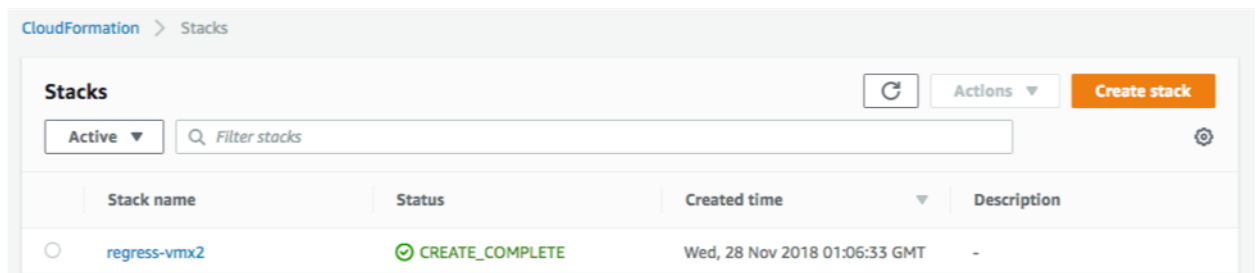 CloudFormation > Stacks
Stacks
Actions ▼ Create stack
Active ▼ Filter stacks
Stack name Status Created time ▼ Description
regress-vmx2 CREATE_COMPLETE Wed, 28 Nov 2018 01:06:33 GMT -